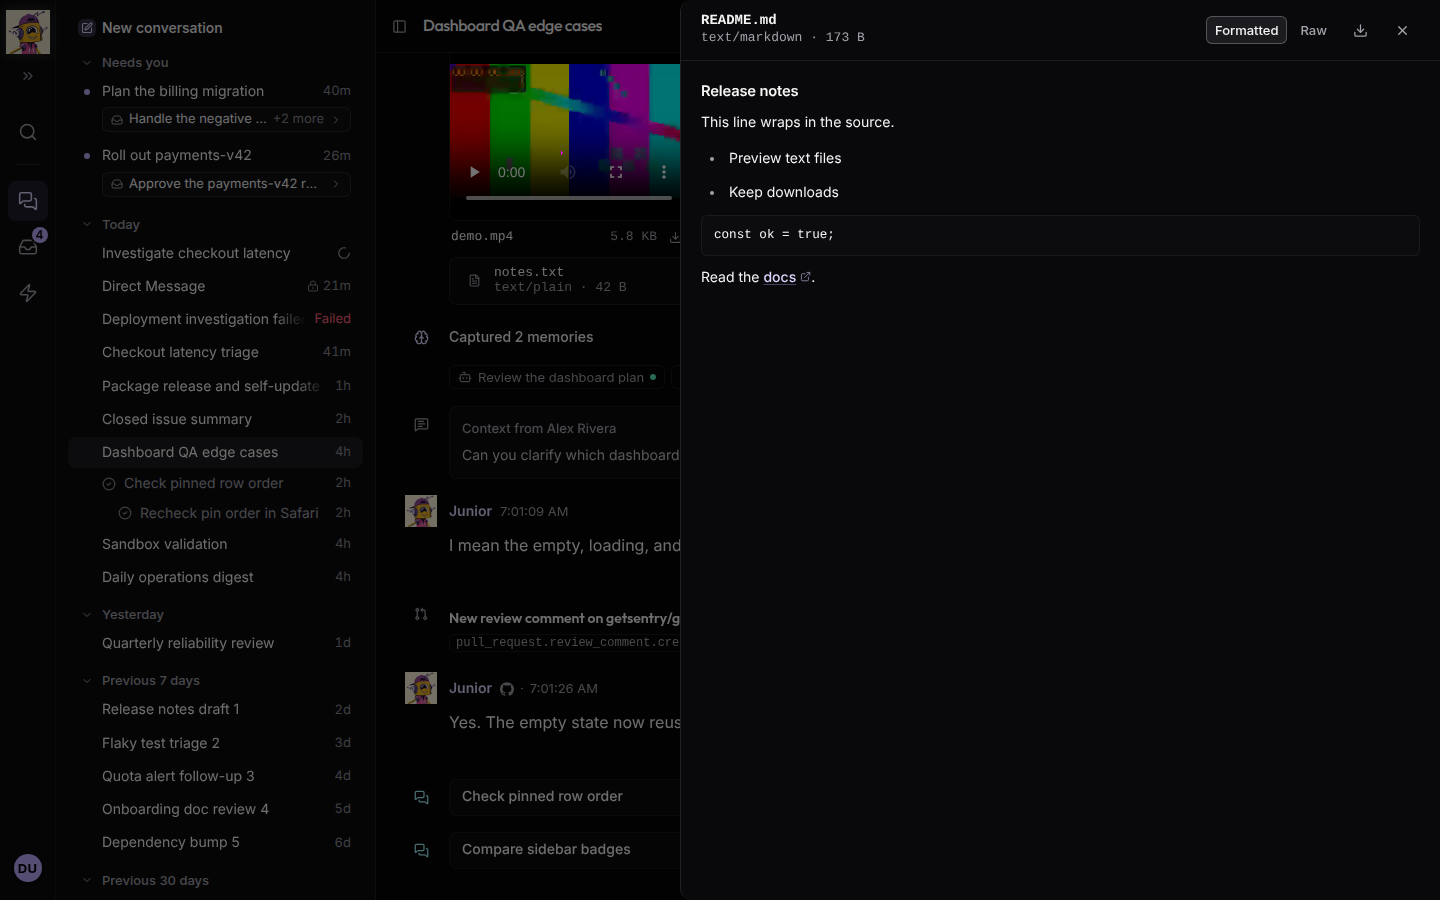 New conversation
Needs you
Plan the billing migration 40m
Handle the negative ... +2 more
Roll out payments-v42 26m
Approve the payments-v42 r...
Today
4
Investigate checkout latency
Direct Message 21m
Deployment investigation failed Failed
Checkout latency triage 41m
Package release and self-update 1h
Closed issue summary 2h
Dashboard QA edge cases 4h
Check pinned row order 2h
Recheck pin order in Safari 2h
Sandbox validation 4h
Daily operations digest 4h
Yesterday
Quarterly reliability review 1d
Previous 7 days
Release notes draft 1 2d
Flaky test triage 2 3d
Quota alert follow-up 3 4d
Onboarding doc review 4 5d
Dependency bump 5 6d
DU
Previous 30 days
Dashboard QA edge cases
0:00
demo.mp4 5.8 KB
notes.txt
text/plain · 42 B
Captured 2 memories
Review the dashboard plan
Context from Alex Rivera
Can you clarify which dashboard
Junior 7:01:09 AM
I mean the empty, loading, and
New review comment on getsentry/g
pull_request.review_comment.cre
Junior · 7:01:26 AM
Yes. The empty state now reus
Check pinned row order
Compare sidebar badges
README.md
text/markdown · 173 B
Formatted Raw
Release notes
This line wraps in the source.
• Preview text files
• Keep downloads
const ok = true;
Read the docs.